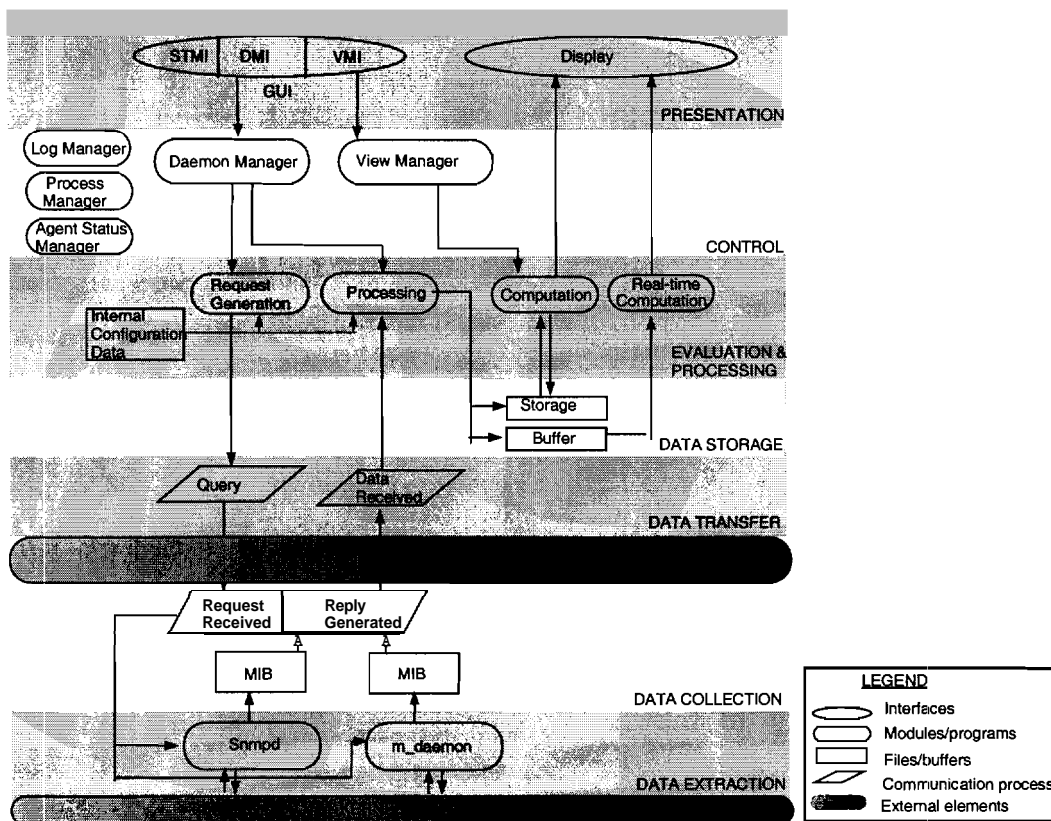 STMI DMI VMI
Display
GUI
PRESENTATION
Log Manager
Daemon Manager
View Manager
Process
Manager
Agent Status
Manager
CONTROL
Request
Generation
Processing
Computation
Real-time
Computation
Internal
Configuration
Data
EVALUATION &
PROCESSING
Storage
Buffer
DATA STORAGE
Query
Data
Received
DATA TRANSFER
Request
Received
Reply
Generated
MIB
MIB
DATA COLLECTION
Snmpd
m_daemon
DATA EXTRACTION
LEGEND
Interfaces
Modules/programs
Files/buffers
Communication process
External elements